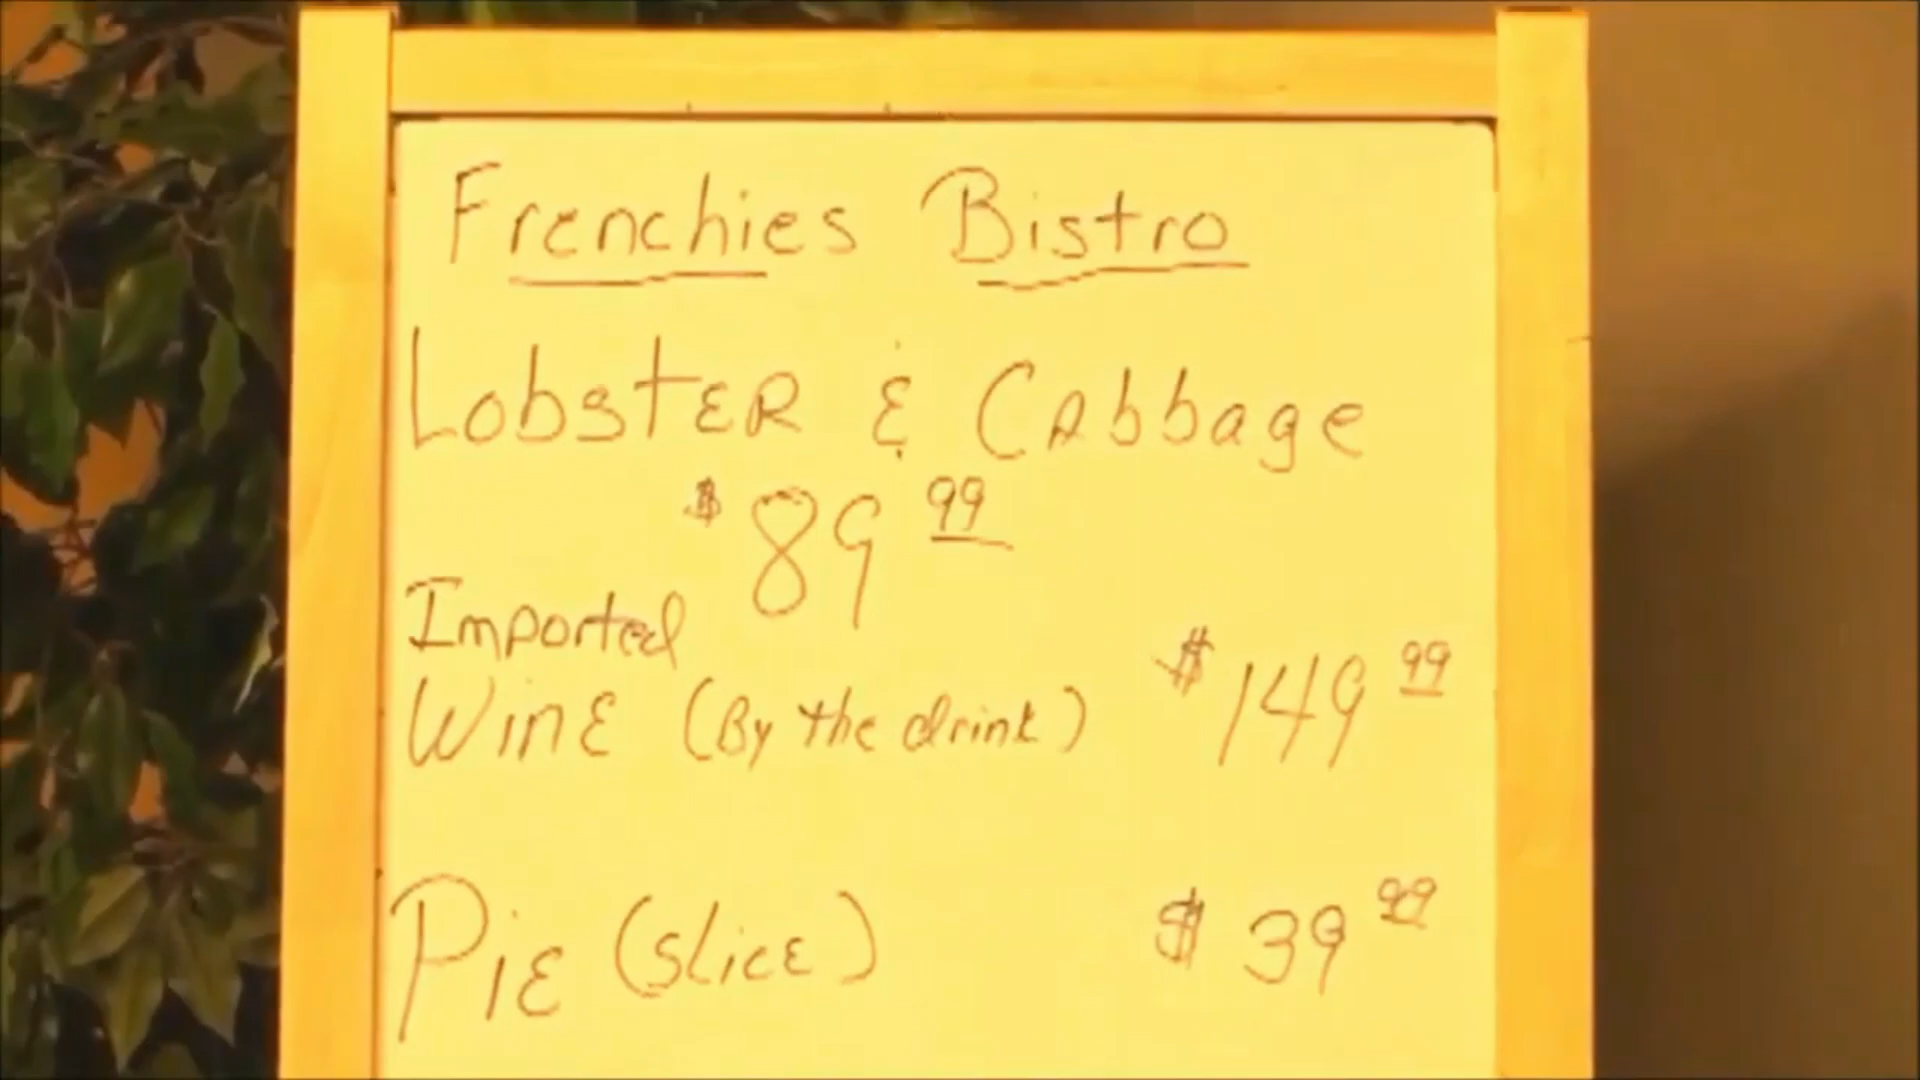 Frenchies Bistro
LobstER & CAbbage
$89 99
Imported
WinE (By the drink) $149 99
PIE (slicE) $39 99